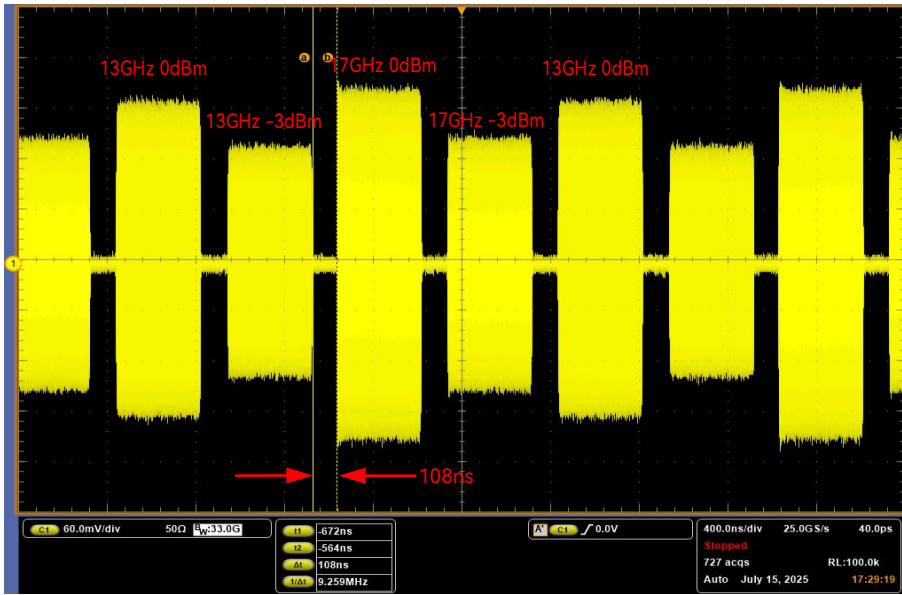 a
b
13GHz 0dBm
17GHz 0dBm
13GHz 0dBm
13GHz -3dBm
17GHz -3dBm
1
108ns
C1 60.0mV/div 50Ω BW:33.0G
t1 -672ns
t2 -564ns
Δt 108ns
1/Δt 9.259MHz
A' C1 0.0V
400.0ns/div 25.0GS/s 40.0ps
Stopped
727 acqs RL:100.0k
Auto July 15, 2025 17:29:19